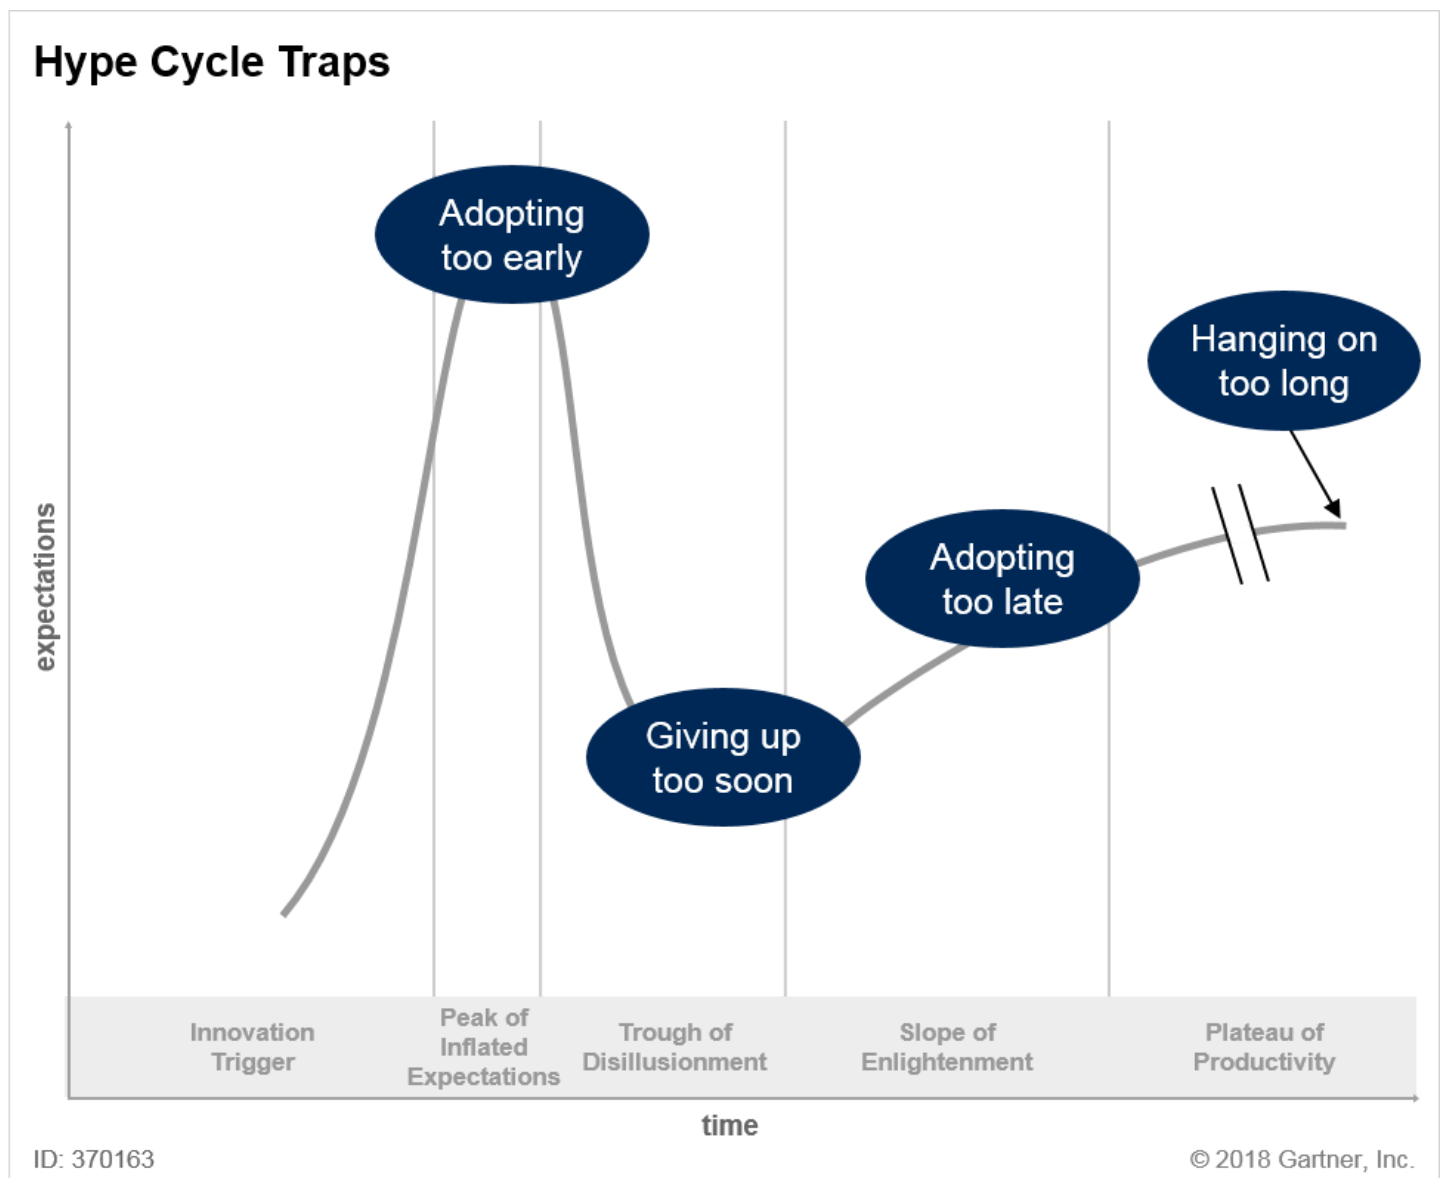 Hype Cycle Traps
Adopting
too early
Hanging on
too long
Adopting
too late
Giving up
too soon
expectations
Innovation
Trigger
Peak of
Inflated
Expectations
Trough of
Disillusionment
Slope of
Enlightenment
Plateau of
Productivity
time
ID: 370163
© 2018 Gartner, Inc.